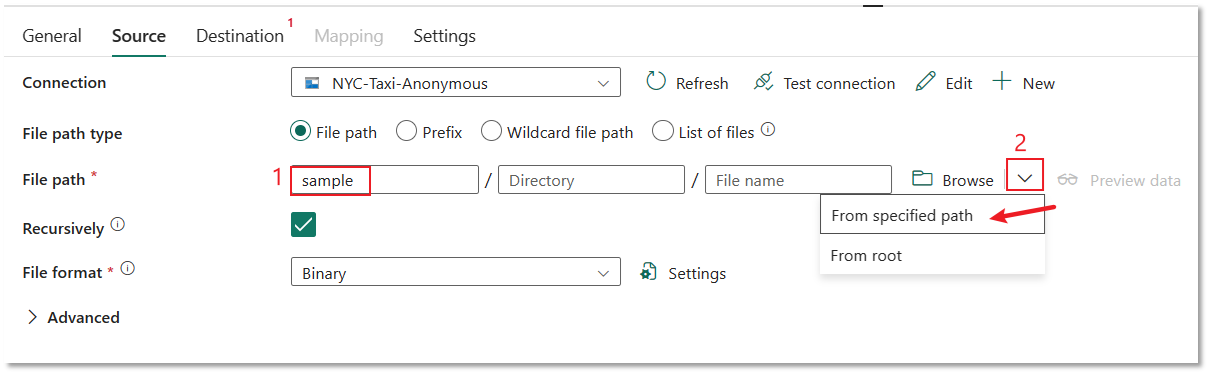 General Source Destination 1 Mapping Settings
Connection NYC-Taxi-Anonymous Refresh Test connection Edit New
File path type File path Prefix Wildcard file path List of files
2
File path * 1 sample / Directory / File name Browse Preview data
From specified path
Recursively
From root
File format * Binary Settings
Advanced